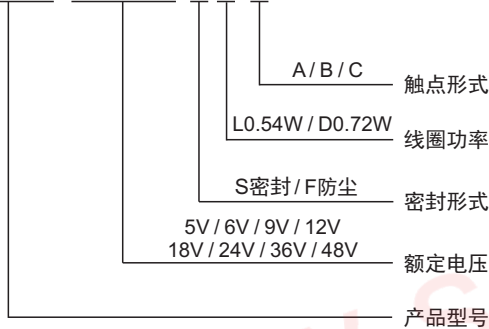 A / B / C
触点形式
L0.54W / D0.72W
线圈功率
S密封 / F防尘
密封形式
5V / 6V / 9V / 12V
18V / 24V / 36V / 48V
额定电压
产品型号